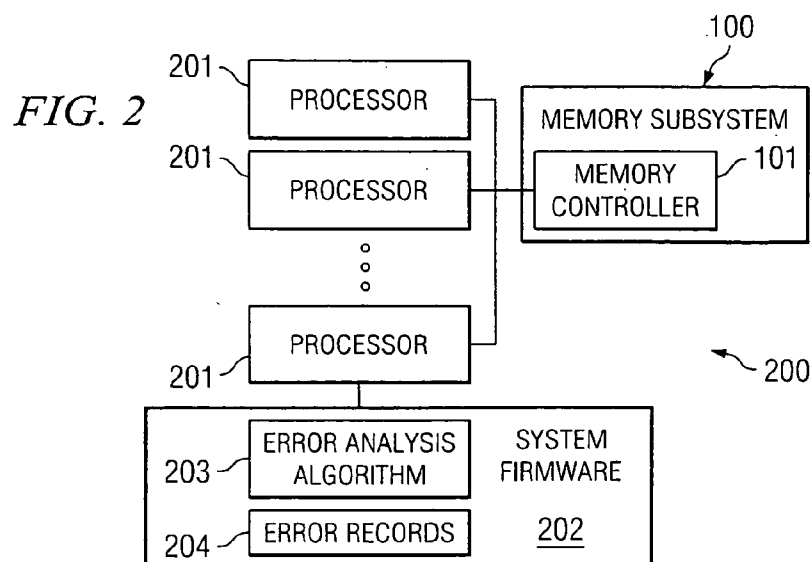 FIG. 2
201
PROCESSOR
100
MEMORY SUBSYSTEM
201
PROCESSOR
MEMORY
CONTROLLER
101
PROCESSOR
201
200
203
ERROR ANALYSIS
ALGORITHM
SYSTEM
FIRMWARE
204
ERROR RECORDS
202